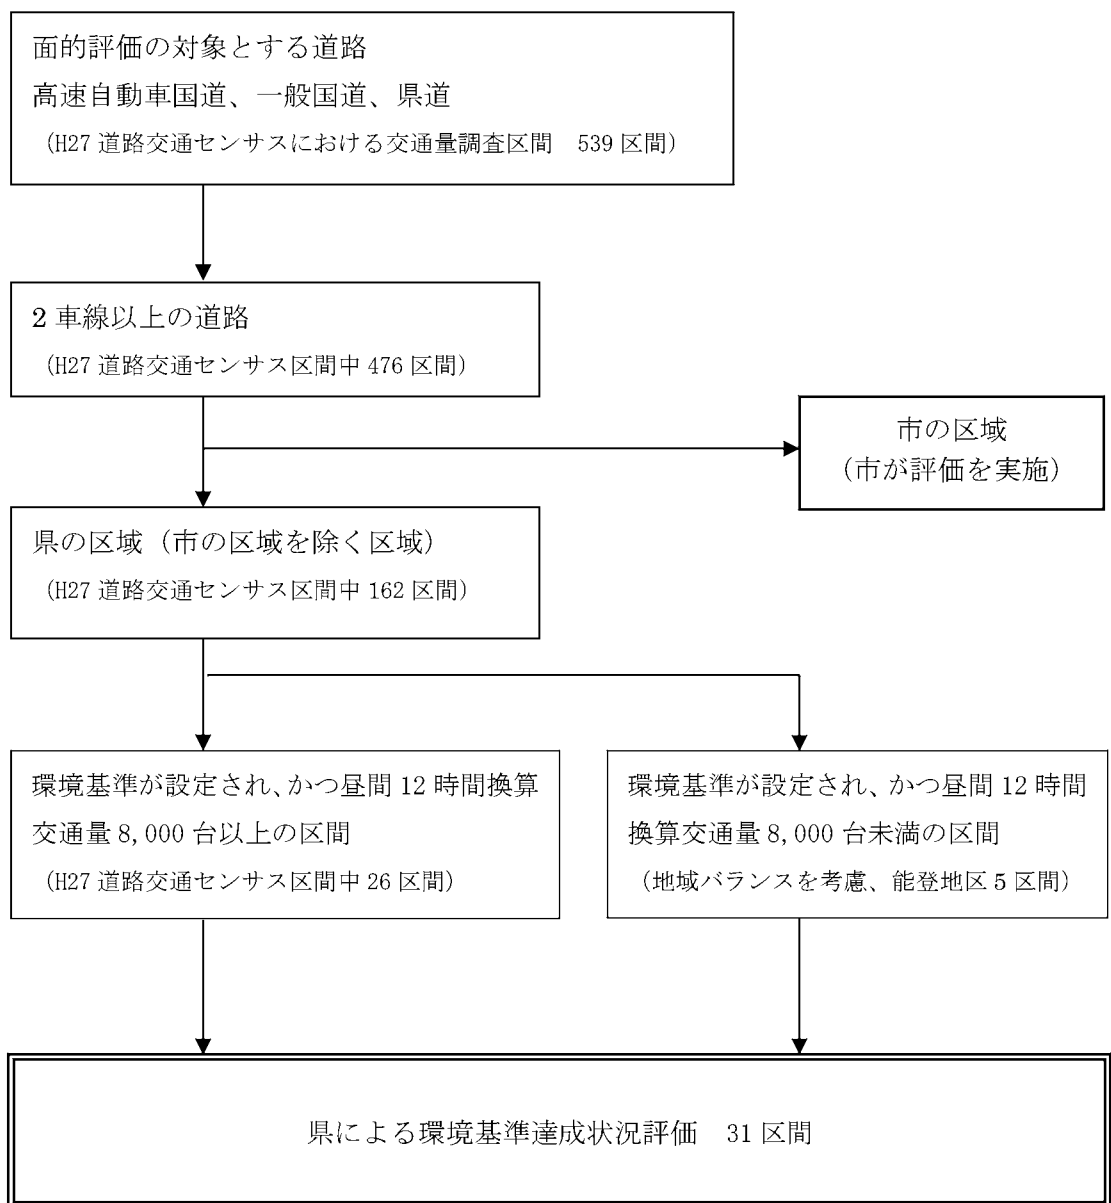 面的評価の対象とする道路
高速自動車国道、一般国道、県道
（H27 道路交通センサスにおける交通量調査区間　539 区間）
2 車線以上の道路
（H27 道路交通センサス区間中 476 区間）
市の区域
（市が評価を実施）
県の区域（市の区域を除く区域）
（H27 道路交通センサス区間中 162 区間）
環境基準が設定され、かつ昼間 12 時間換算
交通量 8,000 台以上の区間
（H27 道路交通センサス区間中 26 区間）
環境基準が設定され、かつ昼間 12 時間
換算交通量 8,000 台未満の区間
（地域バランスを考慮、能登地区 5 区間）
県による環境基準達成状況評価　31 区間